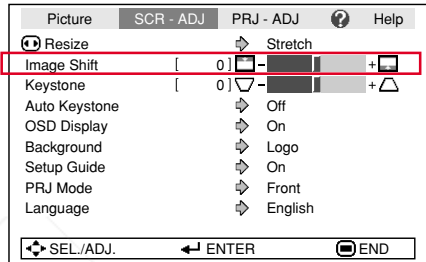 Picture SCR - ADJ PRJ - ADJ ? Help
Resize Stretch
Image Shift [ 0 ] - +
Keystone [ 0 ] - +
Auto Keystone Off
OSD Display On
Background Logo
Setup Guide On
PRJ Mode Front
Language English
SEL./ADJ. ENTER END